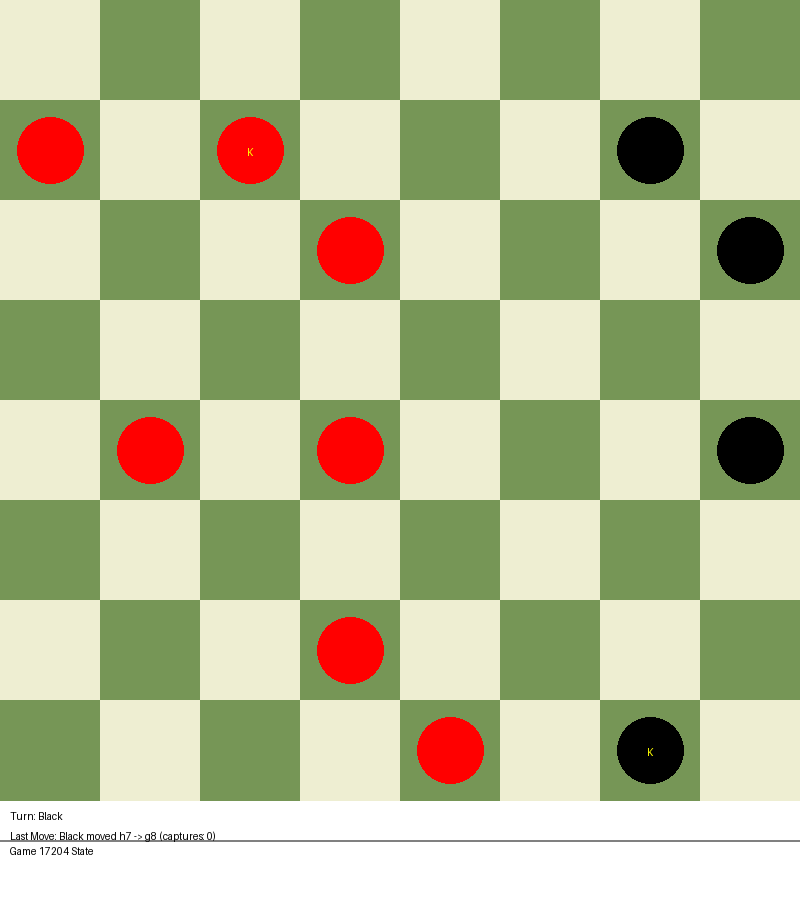 K
K
Turn: Black
Last Move: Black moved h7 -> g8 (captures: 0)
Game 17204 State